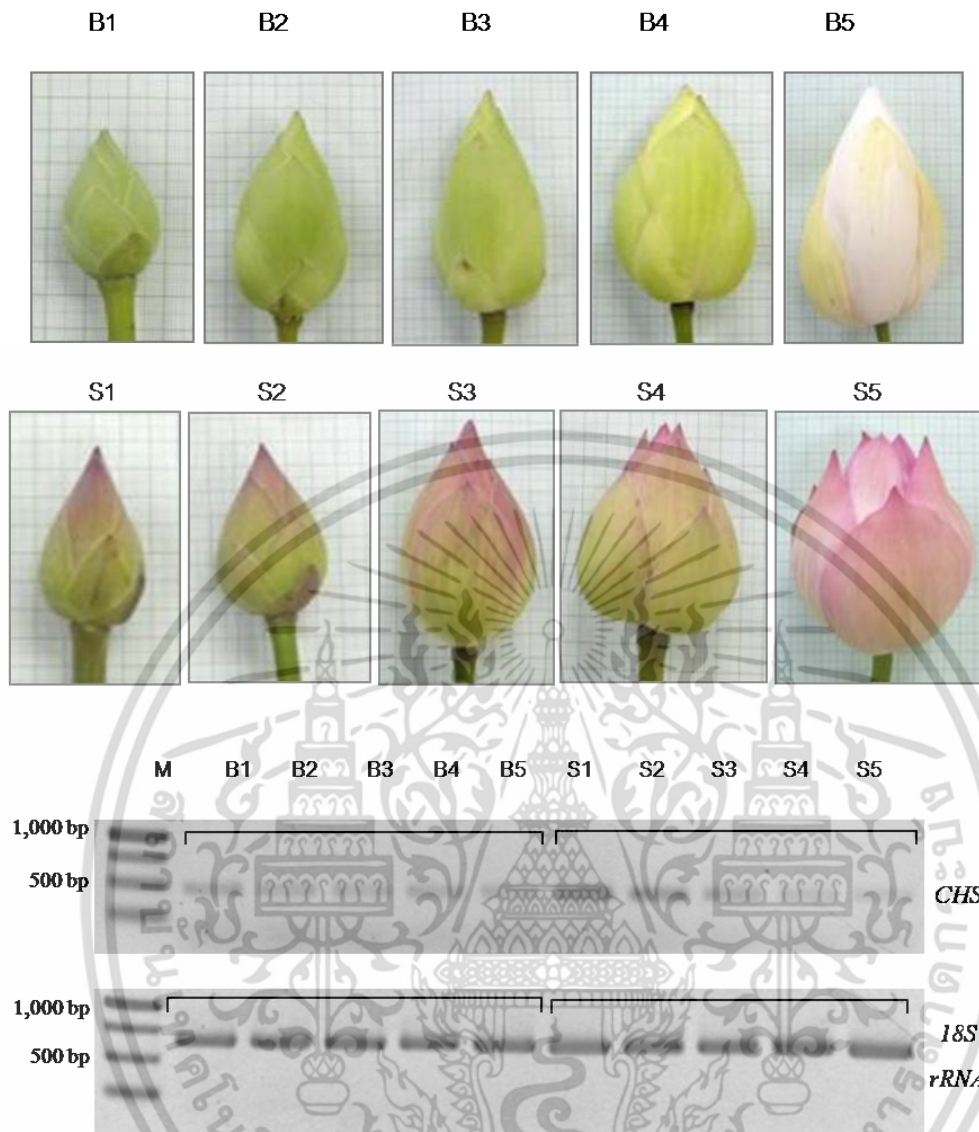 B1 B2 B3 B4 B5
S1 S2 S3 S4 S5
M B1 B2 B3 B4 B5 S1 S2 S3 S4 S5
1,000 bp
500 bp
CHS
1,000 bp
18S
500 bp
rRNA